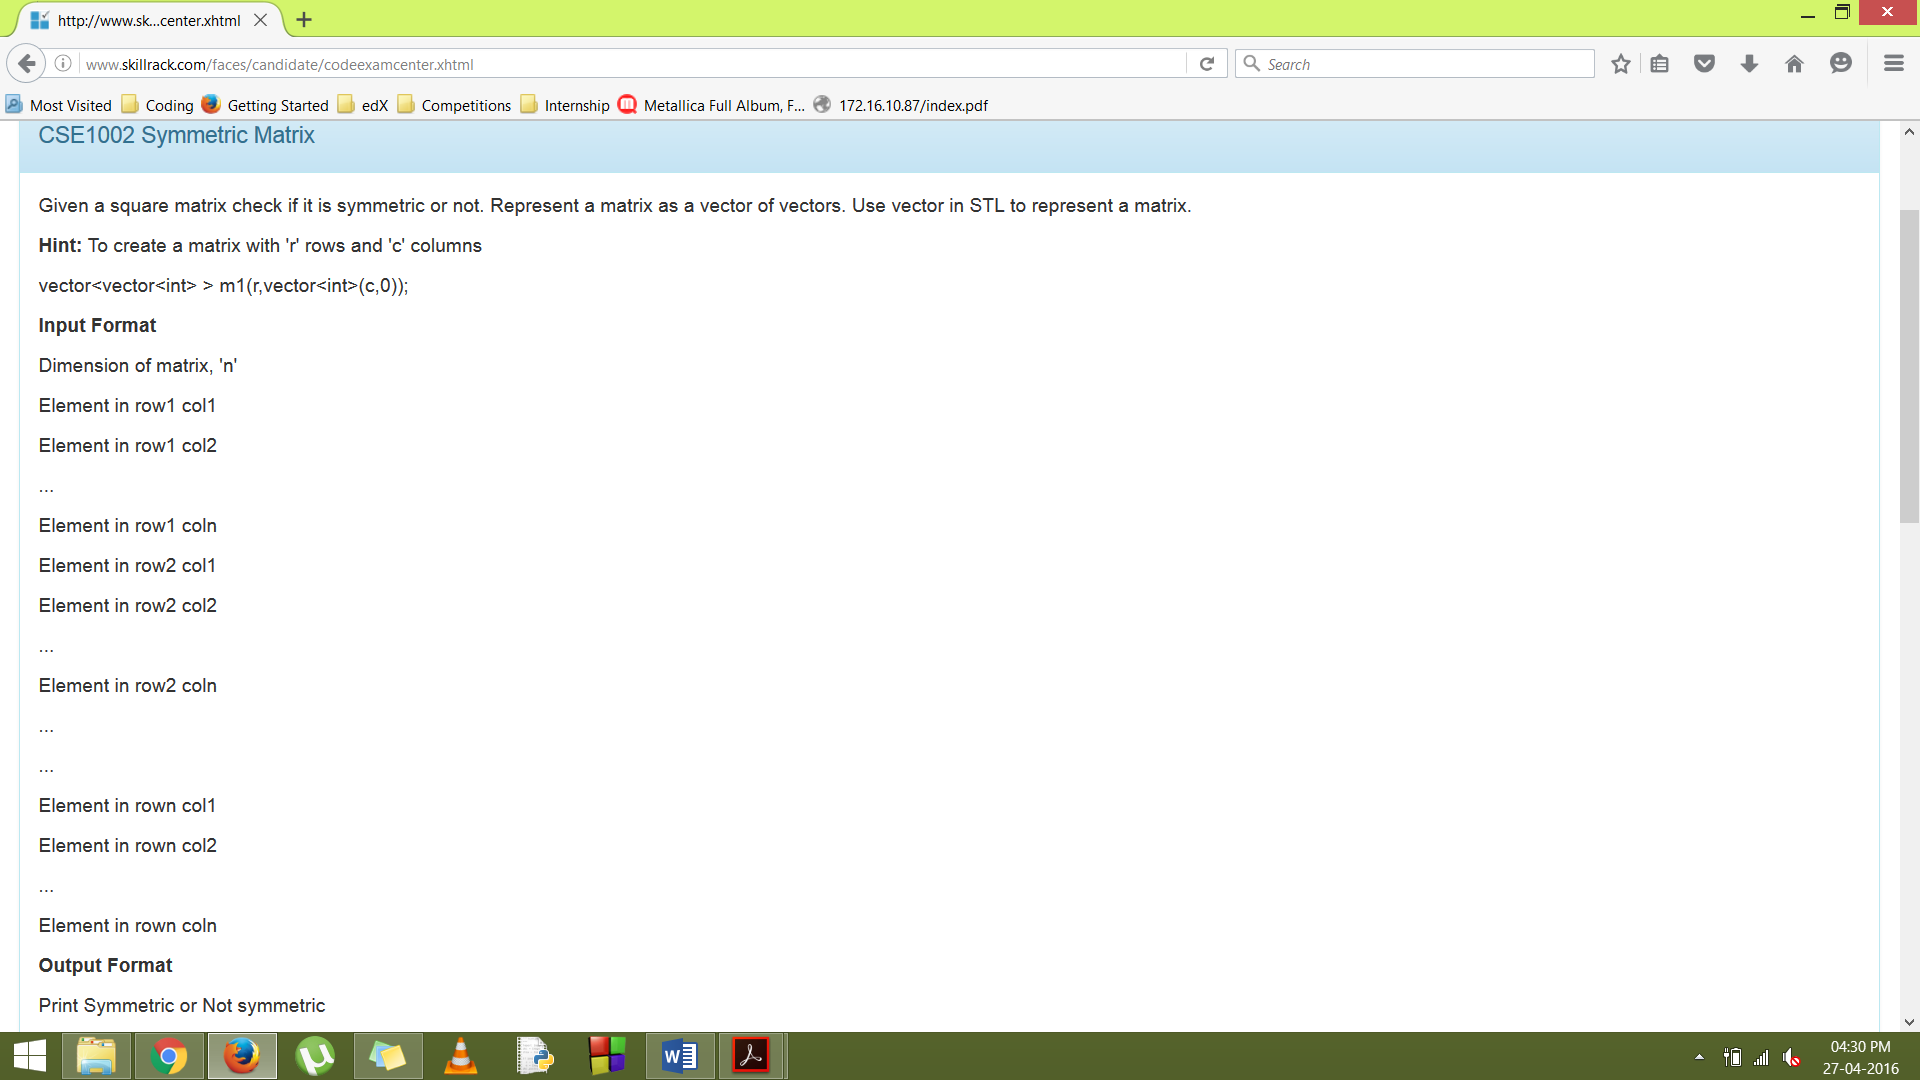 http://www.sk...center.xhtml
www.skillrack.com/faces/candidate/codeexamcenter.xhtml
Search
Most Visited Coding Getting Started edX Competitions Internship Metallica Full Album, F... 172.16.10.87/index.pdf
CSE1002 Symmetric Matrix
Given a square matrix check if it is symmetric or not. Represent a matrix as a vector of vectors. Use vector in STL to represent a matrix.
Hint: To create a matrix with 'r' rows and 'c' columns
vector<vector<int> > m1(r,vector<int>(c,0));
Input Format
Dimension of matrix, 'n'
Element in row1 col1
Element in row1 col2
...
Element in row1 coln
Element in row2 col1
Element in row2 col2
...
Element in row2 coln
...
...
Element in rown col1
Element in rown col2
...
Element in rown coln
Output Format
Print Symmetric or Not symmetric
04:30 PM
27-04-2016